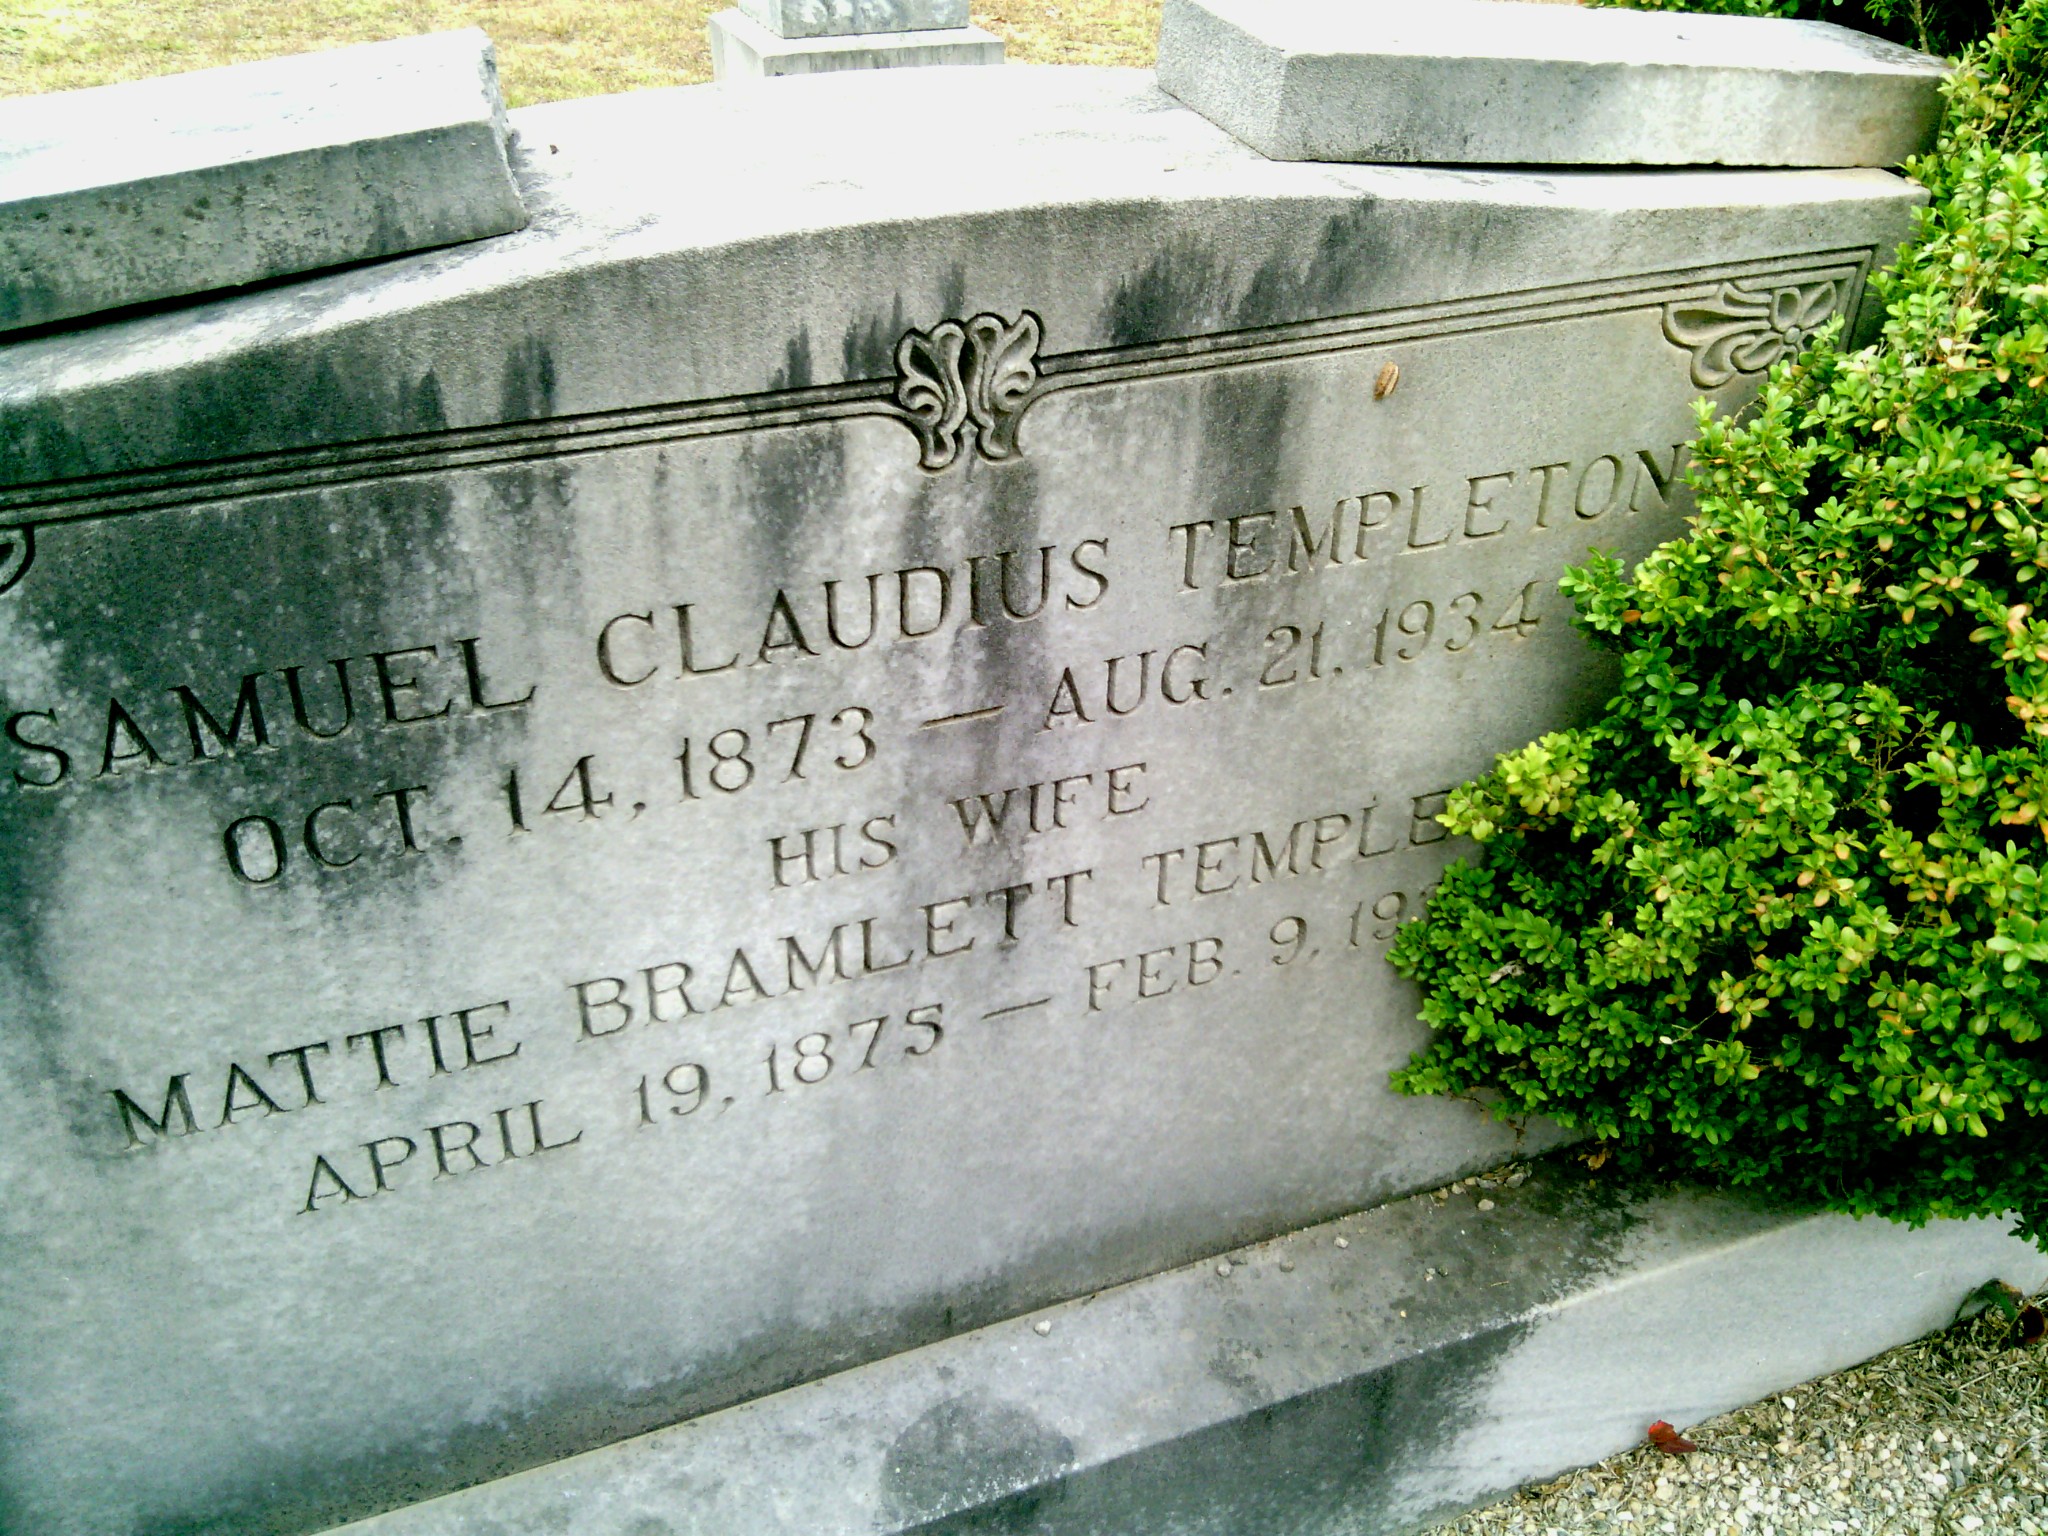 SAMUEL CLAUDIUS TEMPLETON
OCT. 14, 1873 — AUG. 21, 1934
HIS WIFE
MATTIE BRAMLETT
APRIL 19, 1875 — FEB. 9,